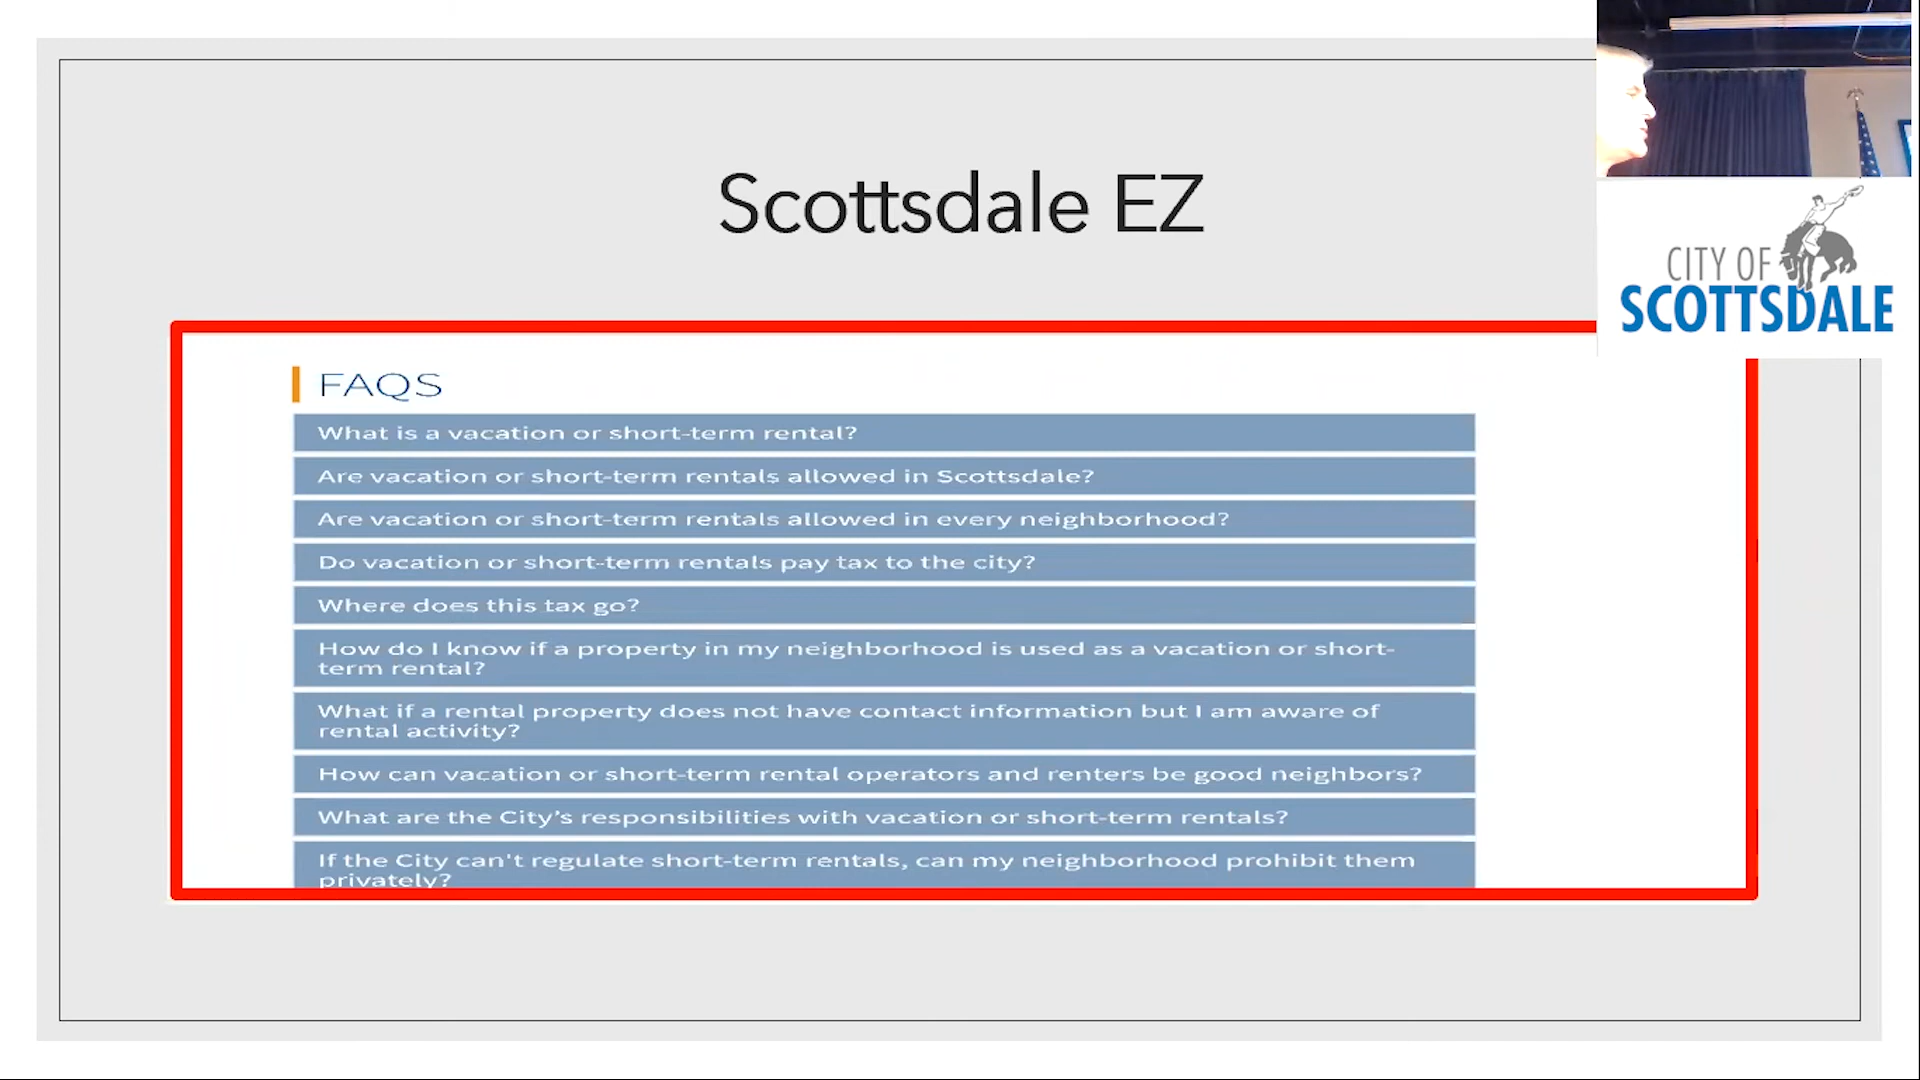 Scottsdale EZ
CITY OF
SCOTTSDALE
FAQS
What is a vacation or short-term rental?
Are vacation or short-term rentals allowed in Scottsdale?
Are vacation or short-term rentals allowed in every neighborhood?
Do vacation or short-term rentals pay tax to the city?
Where does this tax go?
How do I know if a property in my neighborhood is used as a vacation or short-
term rental?
What if a rental property does not have contact information but I am aware of
rental activity?
How can vacation or short-term rental operators and renters be good neighbors?
What are the City’s responsibilities with vacation or short-term rentals?
If the City can't regulate short-term rentals, can my neighborhood prohibit them
privately?